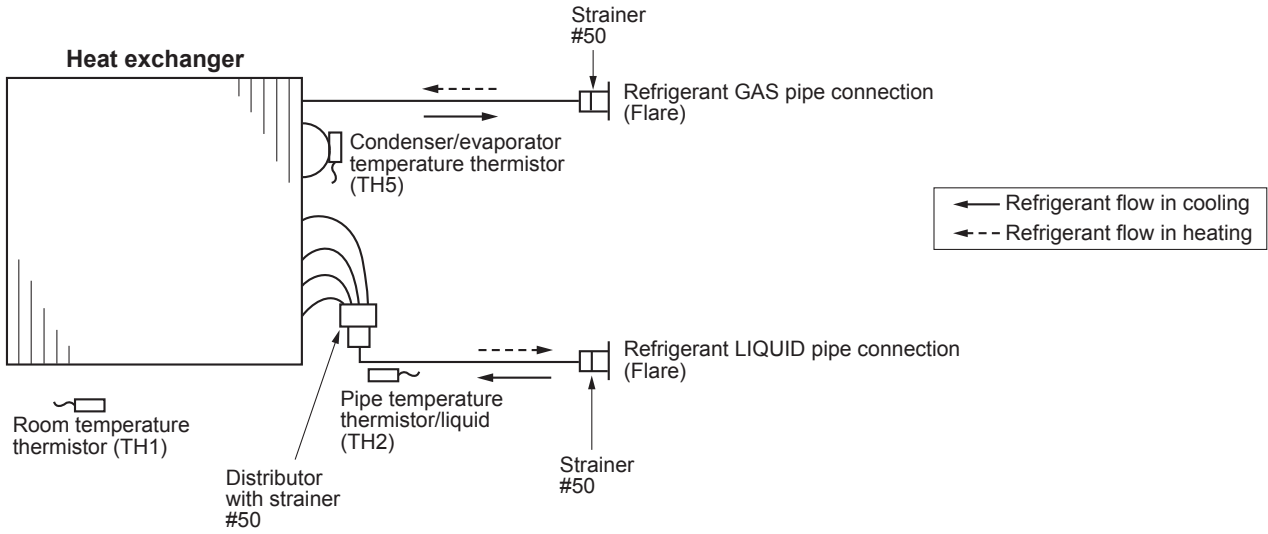 Strainer
#50
Heat exchanger
Refrigerant GAS pipe connection
(Flare)
Condenser/evaporator
temperature thermistor
(TH5)
Refrigerant flow in cooling
Refrigerant flow in heating
Refrigerant LIQUID pipe connection
(Flare)
Pipe temperature
thermistor/liquid
(TH2)
Room temperature
thermistor (TH1)
Distributor
with strainer
#50
Strainer
#50